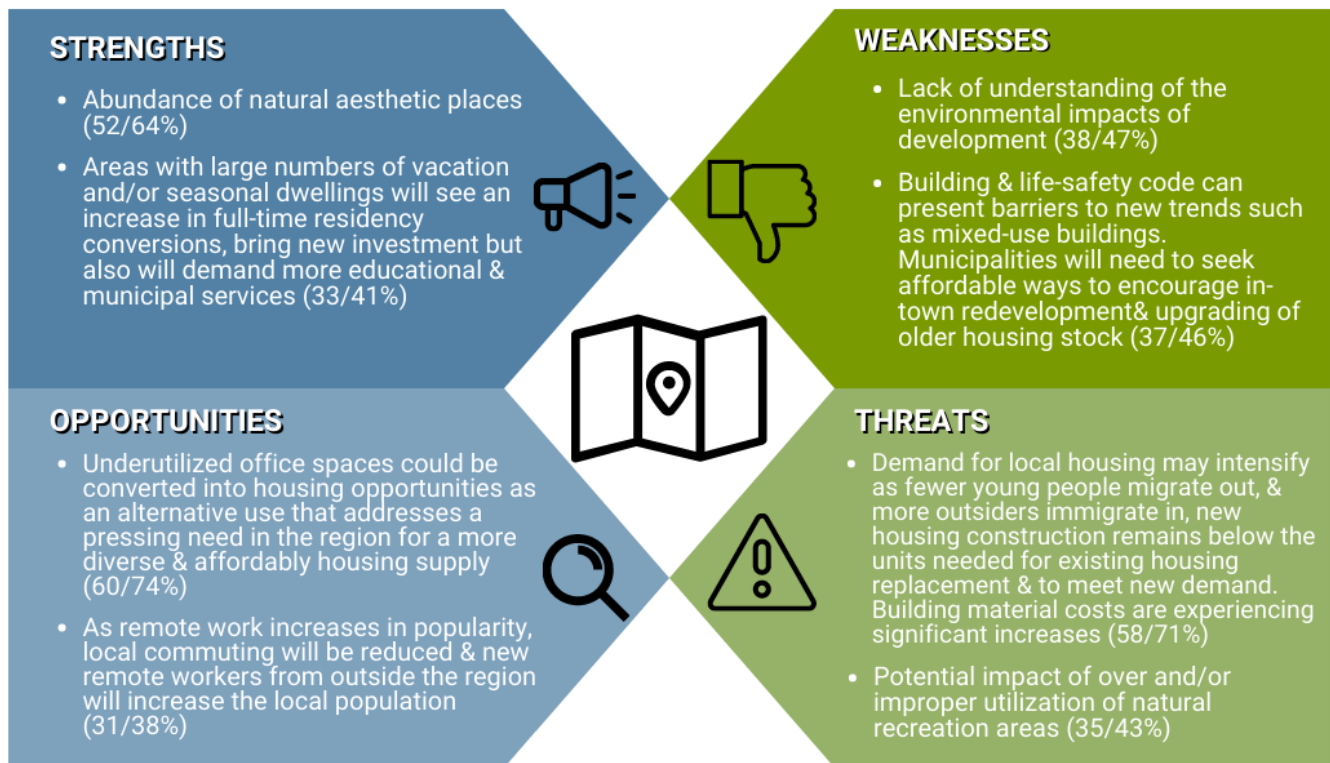 STRENGTHS
• Abundance of natural aesthetic places
(52/64%)
• Areas with large numbers of vacation
and/or seasonal dwellings will see an
increase in full-time residency
conversions, bring new investment but
also will demand more educational &
municipal services (33/41%)
WEAKNESSES
• Lack of understanding of the
environmental impacts of
development (38/47%)
• Building & life-safety code can
present barriers to new trends such
as mixed-use buildings.
Municipalities will need to seek
affordable ways to encourage in-
town redevelopment& upgrading of
older housing stock (37/46%)
OPPORTUNITIES
• Underutilized office spaces could be
converted into housing opportunities as
an alternative use that addresses a
pressing need in the region for a more
diverse & affordably housing supply
(60/74%)
• As remote work increases in popularity,
local commuting will be reduced & new
remote workers from outside the region
will increase the local population
(31/38%)
THREATS
• Demand for local housing may intensify
as fewer young people migrate out, &
more outsiders immigrate in, new
housing construction remains below the
units needed for existing housing
replacement & to meet new demand.
Building material costs are experiencing
significant increases (58/71%)
• Potential impact of over and/or
improper utilization of natural
recreation areas (35/43%)